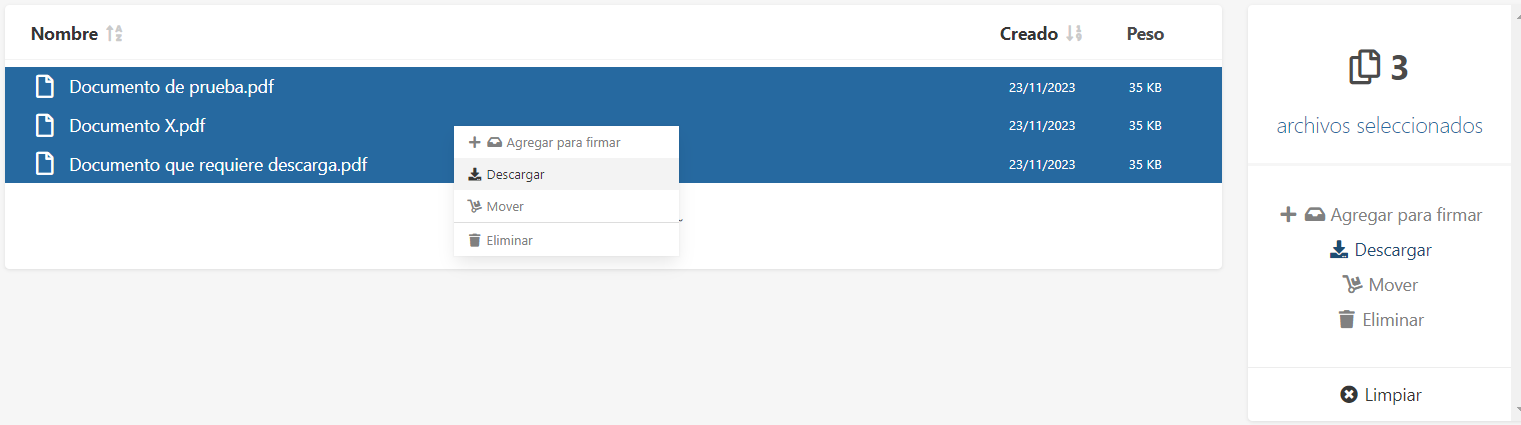 Nombre Creado Peso
Documento de prueba.pdf 23/11/2023 35 KB
Documento X.pdf 23/11/2023 35 KB
Documento que requiere descarga.pdf 23/11/2023 35 KB
Agregar para firmar
Descargar
Mover
Eliminar
3
archivos seleccionados
Agregar para firmar
Descargar
Mover
Eliminar
Limpiar